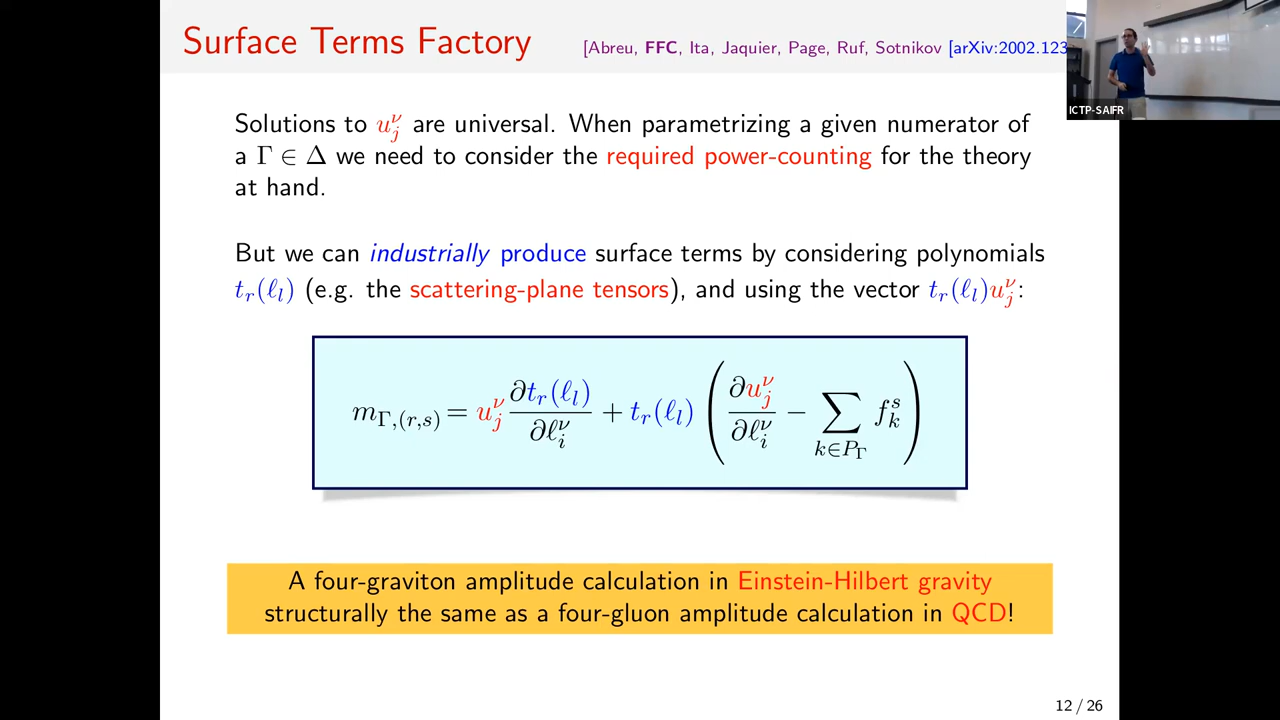 Surface Terms Factory
[Abreu, FFC, Ita, Jaquier, Page, Ruf, Sotnikov [arXiv:2002.123
ICTP-SAIFR
Solutions to u_j^ν are universal. When parametrizing a given numerator of
a Γ ∈ Δ we need to consider the required power-counting for the theory
at hand.
But we can industrially produce surface terms by considering polynomials
t_r(ℓ_l) (e.g. the scattering-plane tensors), and using the vector t_r(ℓ_l)u_j^ν:
m_{Γ,(r,s)} = u_j^ν ∂t_r(ℓ_l)/∂ℓ_i^ν + t_r(ℓ_l) ( ∂u_j^ν/∂ℓ_i^ν − ∑_{k∈P_Γ} f_k^s )
A four-graviton amplitude calculation in Einstein-Hilbert gravity
structurally the same as a four-gluon amplitude calculation in QCD!
12 / 26